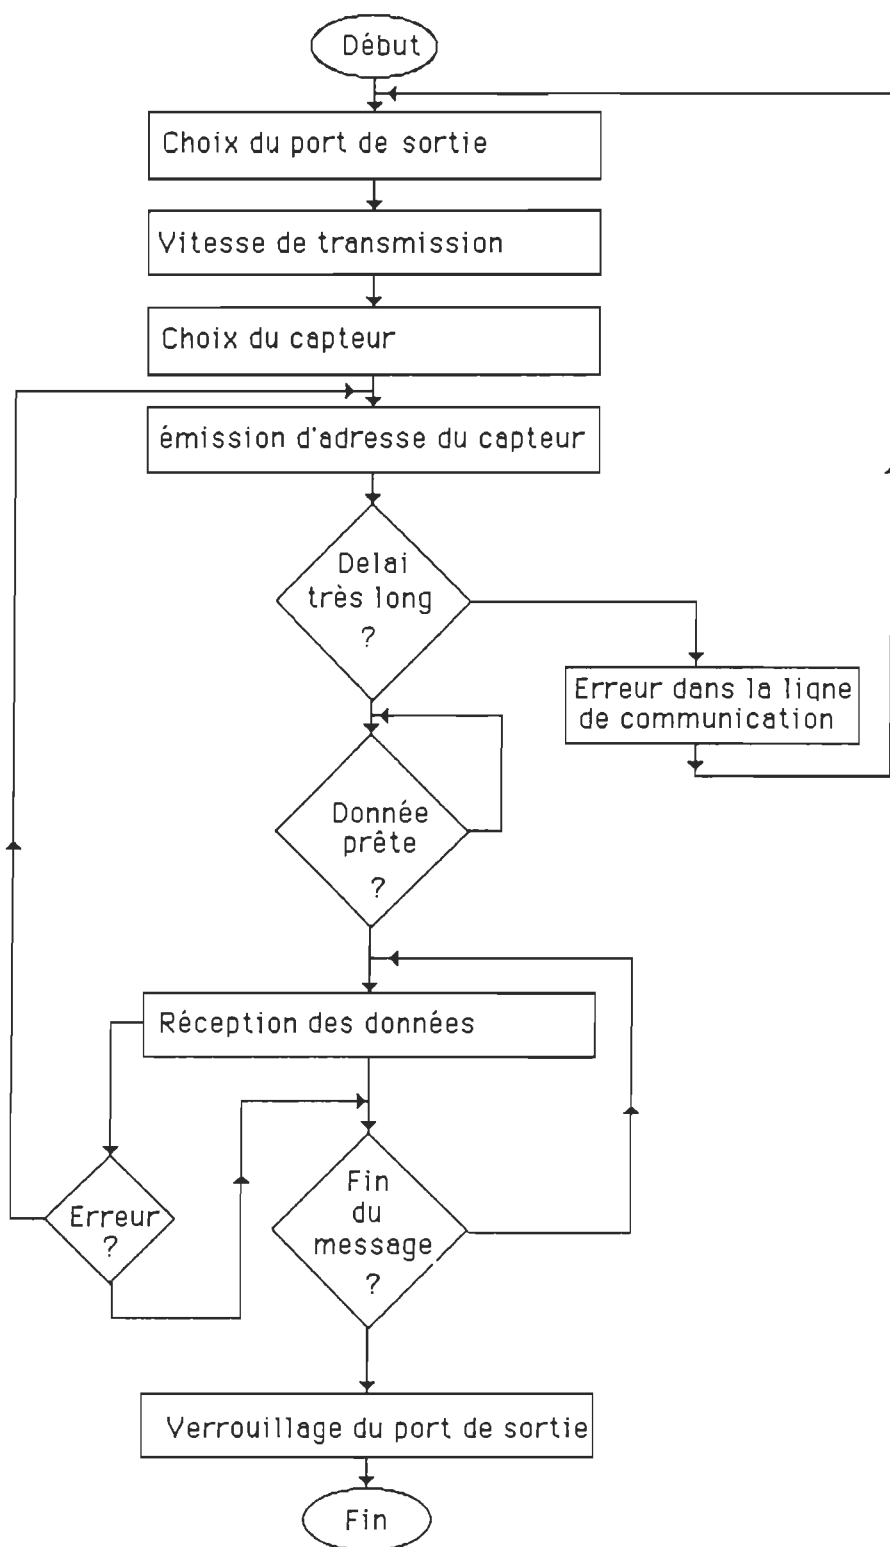 Début
Choix du port de sortie
Vitesse de transmission
Choix du capteur
émission d'adresse du capteur
Delai
très long
?
Erreur dans la ligne
de communication
Donnée
prête
?
Réception des données
Erreur
?
Fin
du
message
?
Verrouillage du port de sortie
Fin